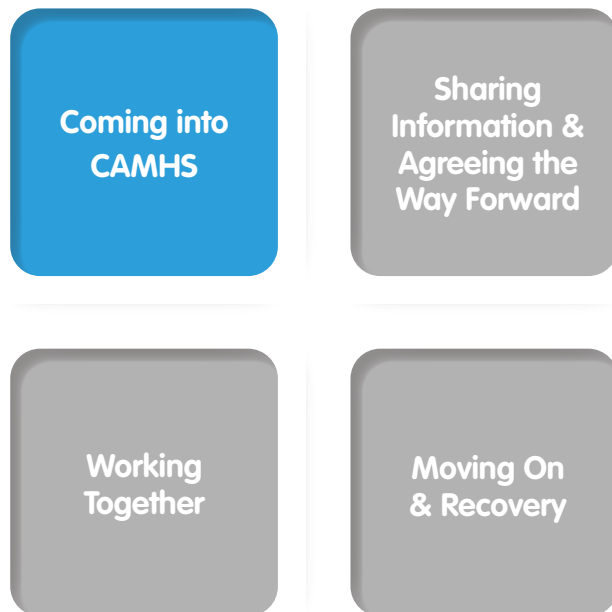 Coming into
CAMHS
Sharing
Information &
Agreeing the
Way Forward
Working
Together
Moving On
& Recovery